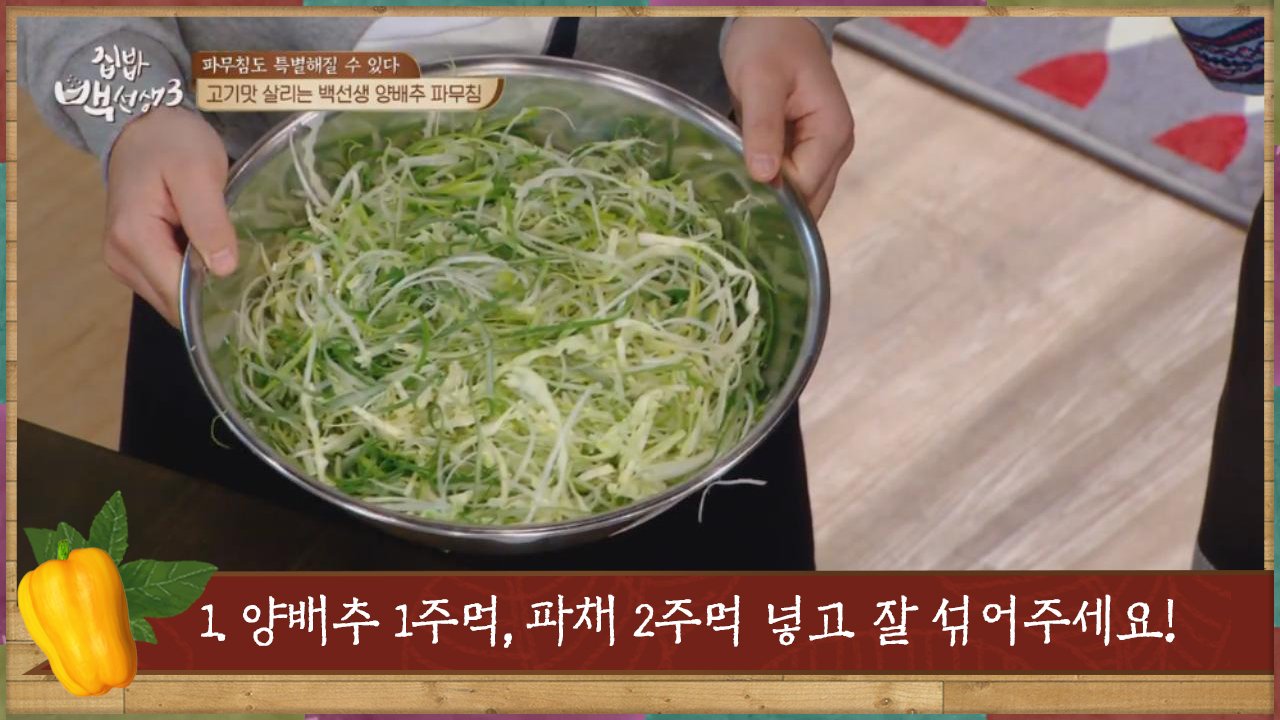 집밥
백선생3
파무침도 특별해질 수 있다
고기맛 살리는 백선생 양배추 파무침
1. 양배추 1주먹, 파채 2주먹 넣고 잘 섞어주세요!